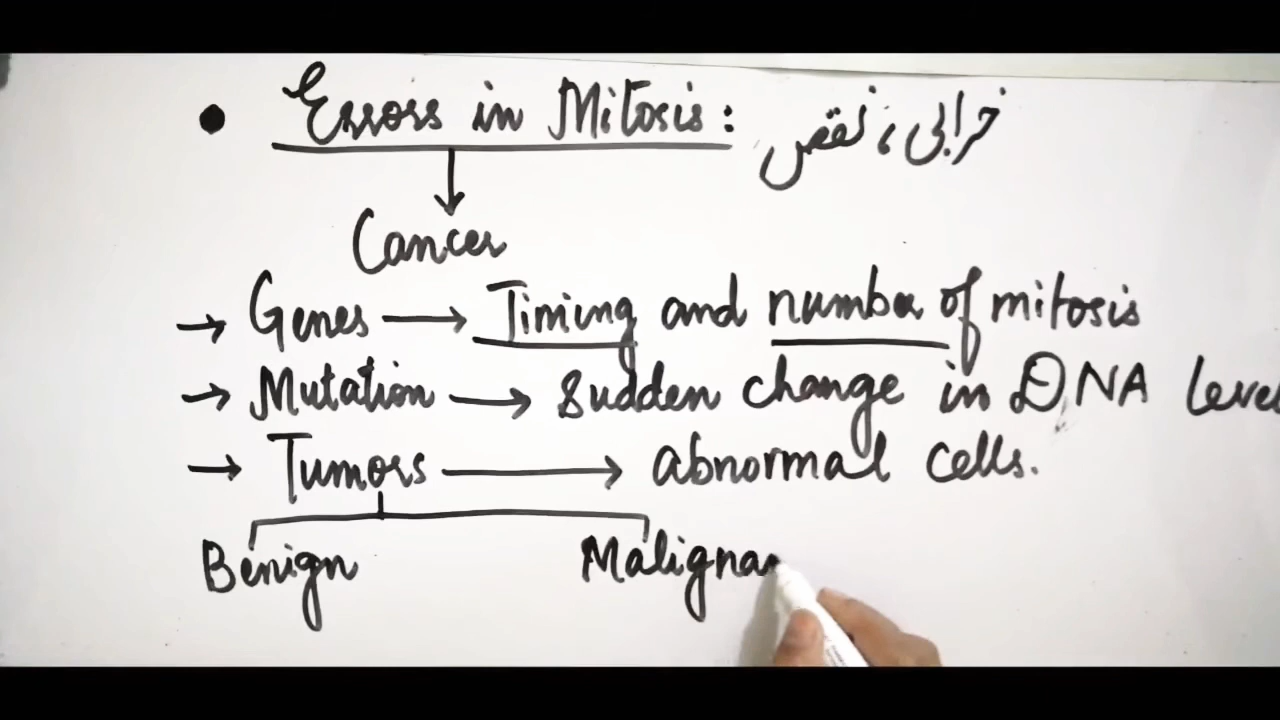 • Errors in Mitosis: خرابی، نقص
Cancer
→ Genes → Timing and number of mitosis
→ Mutation → Sudden change in DNA Level
→ Tumors → abnormal cells.
Benign Malignan